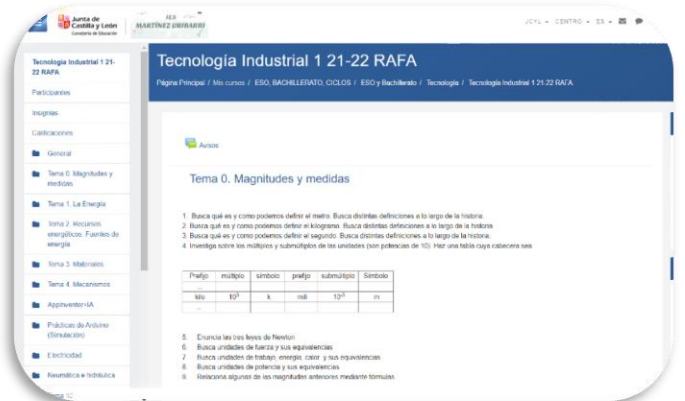 Junta de
Castilla y León
Consejería de Educación
IES
MARTÍNEZ URIBARRI
JCYL CENTRO ES
Tecnología Industrial 1 21-
22 RAFA
Participantes
Insignias
Calificaciones
General
Tema 0. Magnitudes y
medidas
Tema 1. La Energía
Tema 2. Recursos
energéticos. Fuentes de
energía
Tema 3. Materiales
Tema 4. Mecanismos
AppInventor+IA
Prácticas de Arduino
(Simulación)
Electricidad
Neumática e hidráulica
Tecnología Industrial 1 21-22 RAFA
Página Principal / Mis cursos / ESO, BACHILLERATO, CICLOS / ESO y Bachillerato / Tecnología / Tecnología Industrial 1 21-22 RAFA
Avisos
Tema 0. Magnitudes y medidas
1. Busca qué es y como podemos definir el metro. Busca distintas definiciones a lo largo de la historia.
2. Busca qué es y como podemos definir el kilograma. Busca distintas definiciones a lo largo de la historia
3. Busca qué es y como podemos definir el segundo. Busca distintas definiciones a lo largo de la historia.
4. Investiga sobre los múltiplos y submúltiplos de las unidades (son potencias de 10). Haz una tabla cuya cabecera sea
Prefijo múltiplo símbolo prefijo submúltiplo Símbolo
...
kilo 10³ k mili 10⁻³ m
...
5. Enuncia las tres leyes de Newton
6. Busca unidades de fuerza y sus equivalencias
7. Busca unidades de trabajo, energía, calor y sus equivalencias
8. Busca unidades de potencia y sus equivalencias
9. Relaciona algunas de las magnitudes anteriores mediante fórmulas